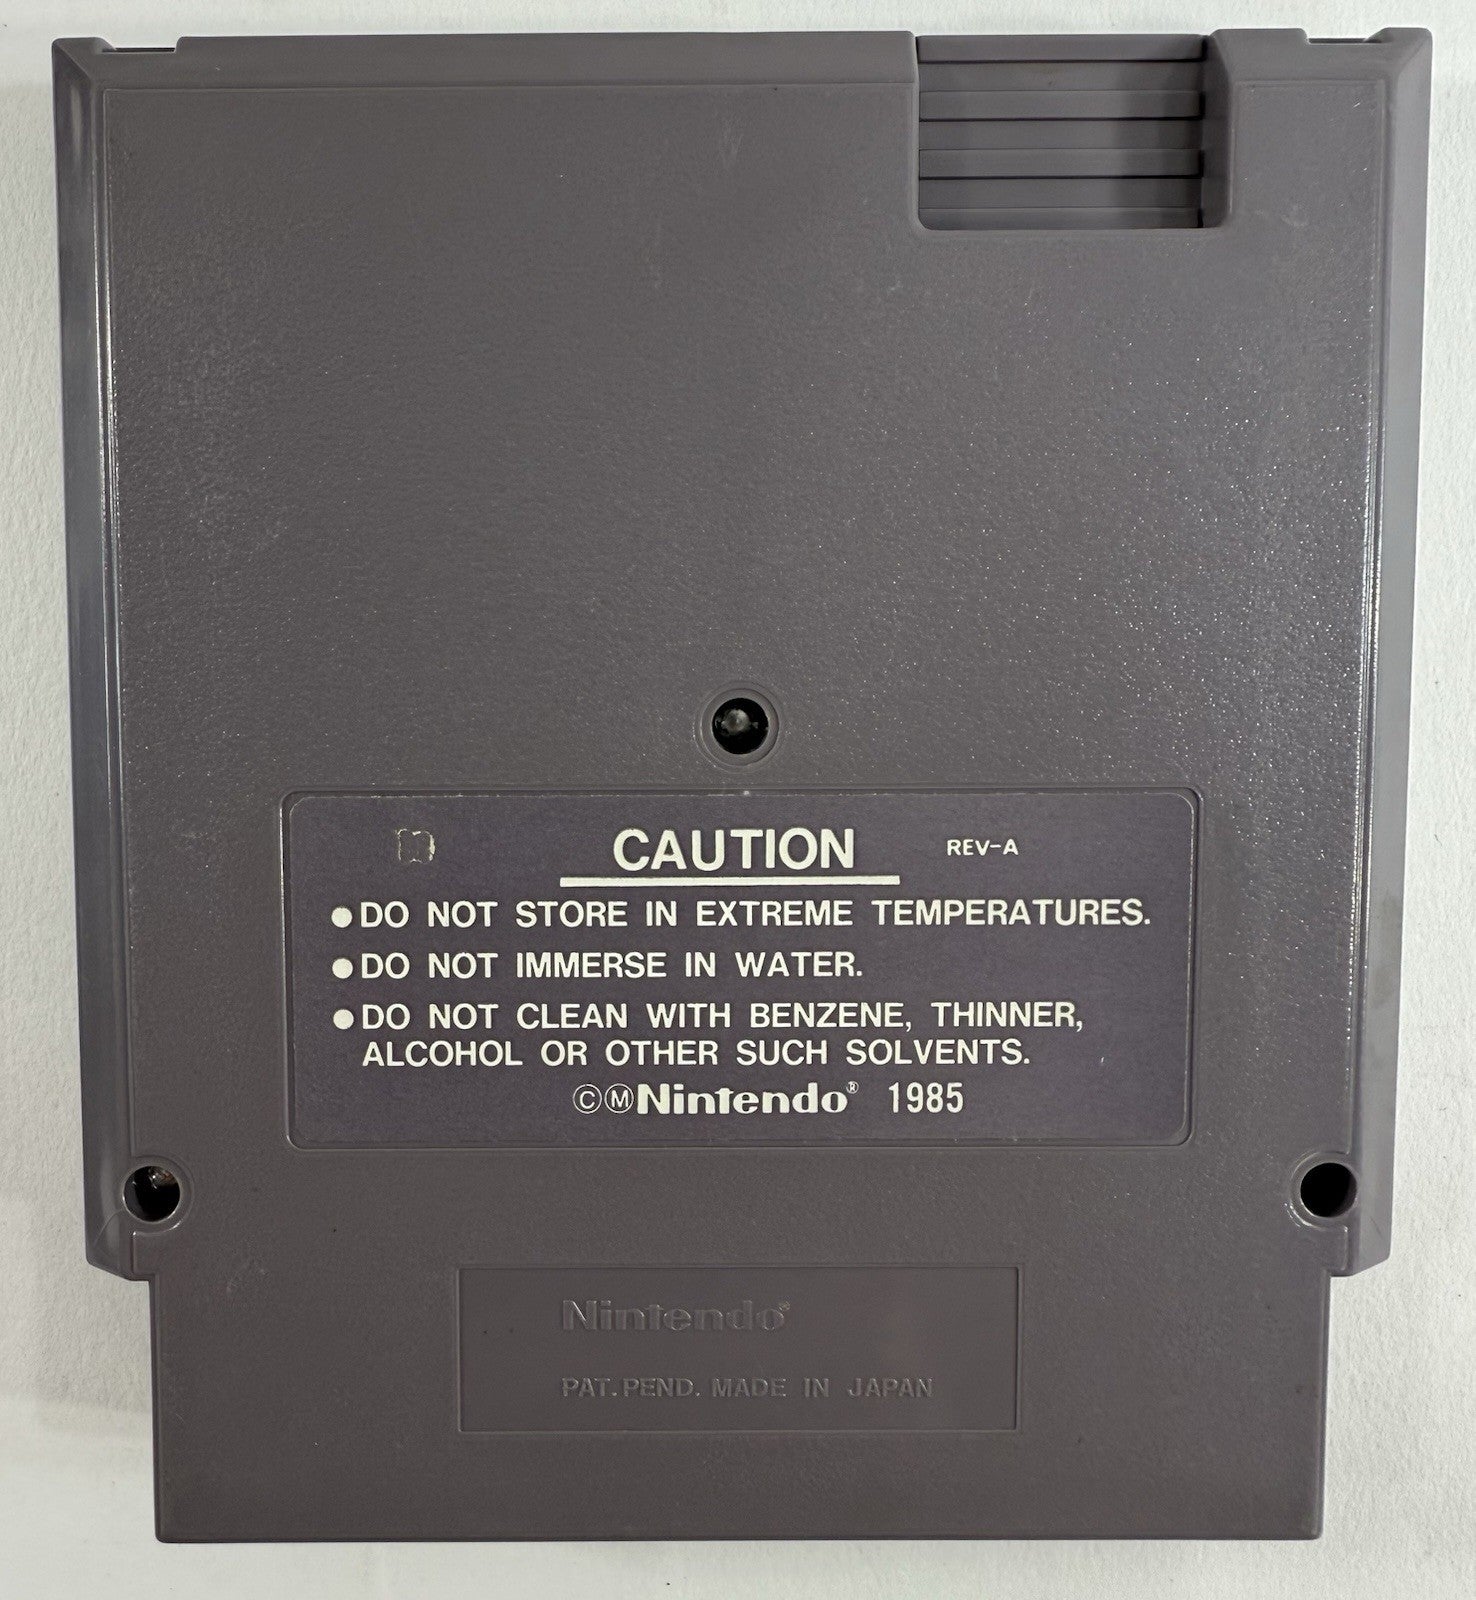 CAUTION REV-A
●DO NOT STORE IN EXTREME TEMPERATURES.
●DO NOT IMMERSE IN WATER.
●DO NOT CLEAN WITH BENZENE, THINNER,
ALCOHOL OR OTHER SUCH SOLVENTS.
©ⓂNintendo® 1985
Nintendo®
PAT. PEND. MADE IN JAPAN